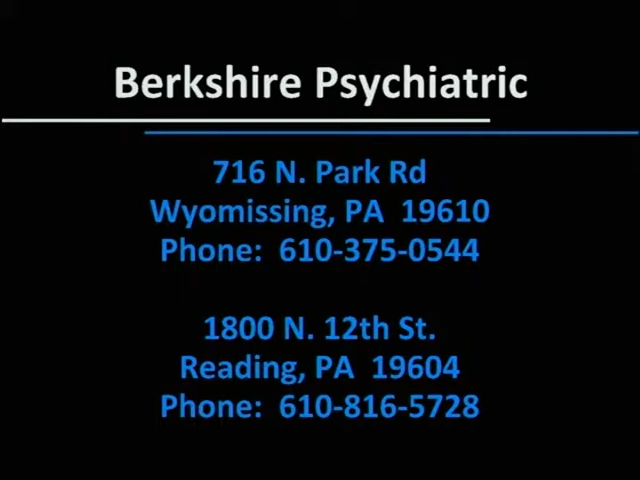 Berkshire Psychiatric
716 N. Park Rd
Wyomissing, PA 19610
Phone: 610-375-0544
1800 N. 12th St.
Reading, PA 19604
Phone: 610-816-5728